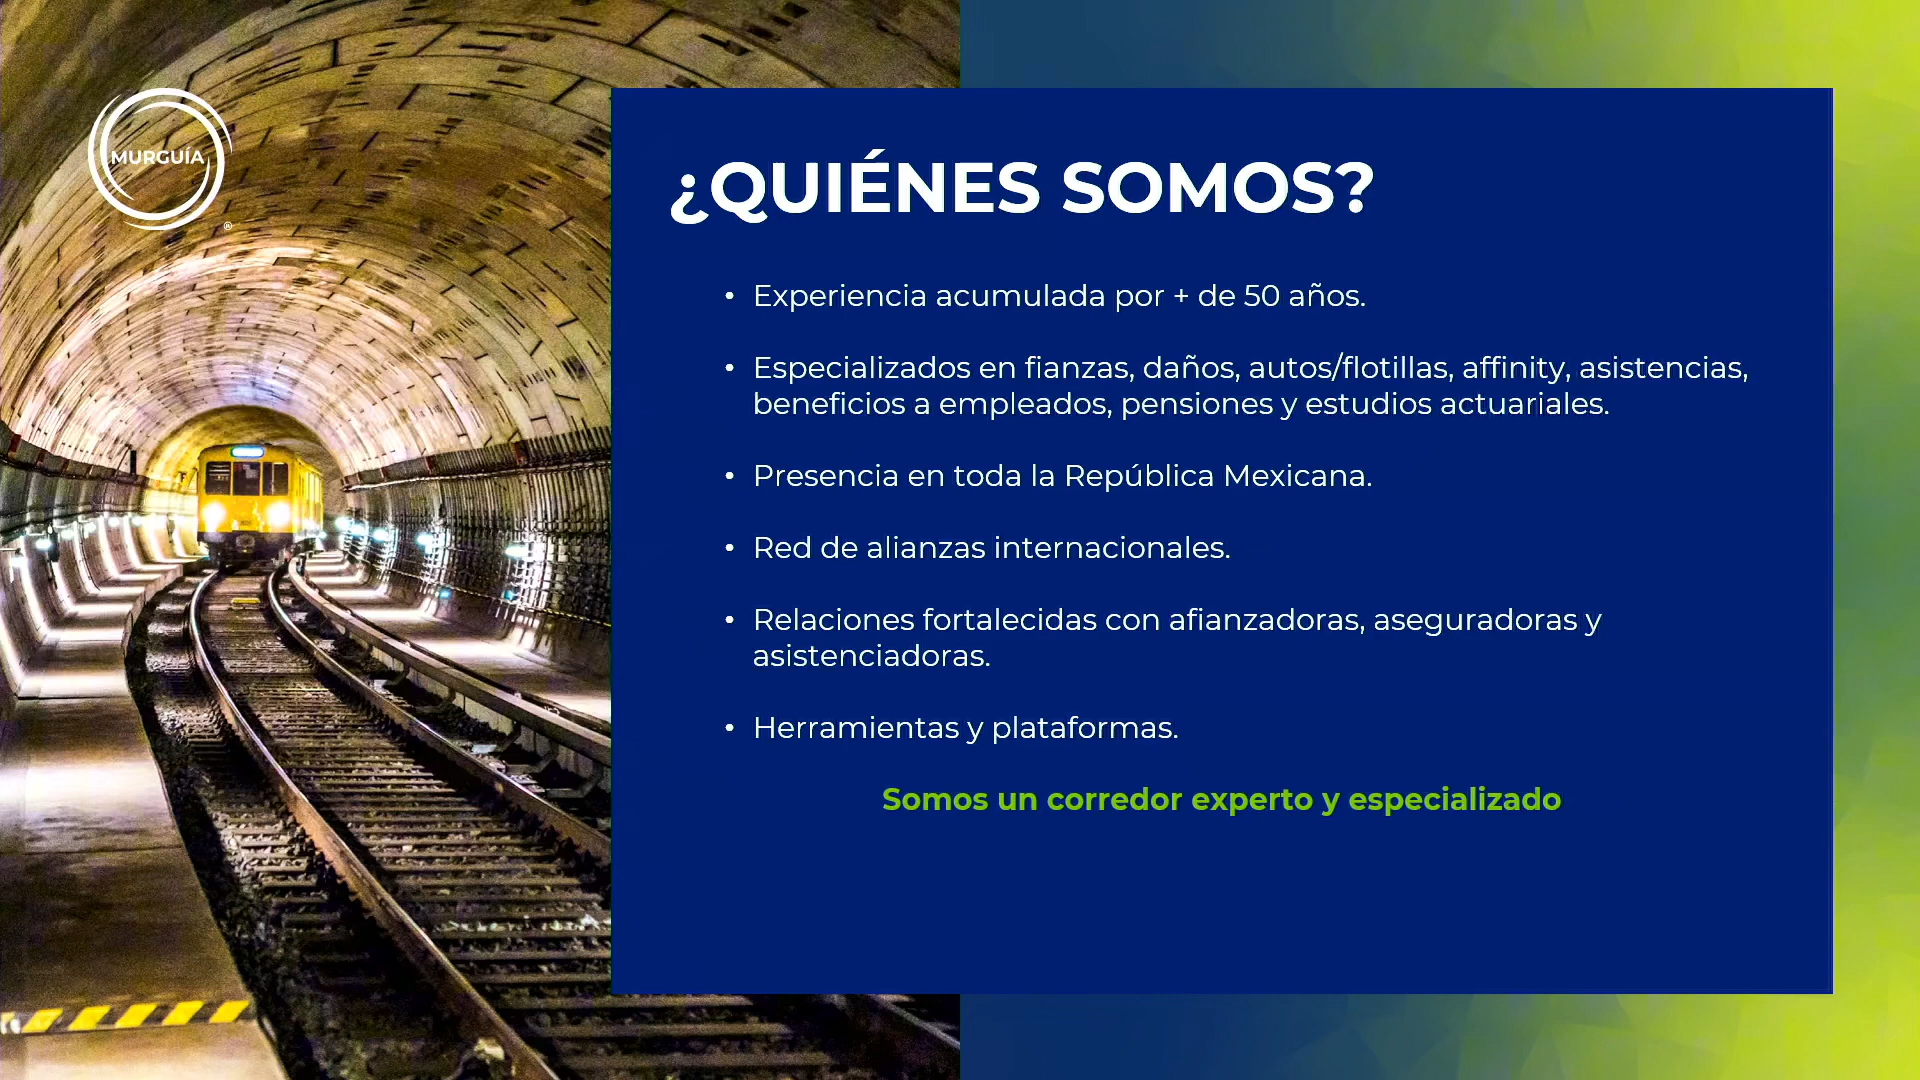 MURGUÍA
®
¿QUIÉNES SOMOS?
• Experiencia acumulada por + de 50 años.
• Especializados en fianzas, daños, autos/flotillas, affinity, asistencias,
beneficios a empleados, pensiones y estudios actuariales.
• Presencia en toda la República Mexicana.
• Red de alianzas internacionales.
• Relaciones fortalecidas con afianzadoras, aseguradoras y
asistenciadoras.
• Herramientas y plataformas.
Somos un corredor experto y especializado